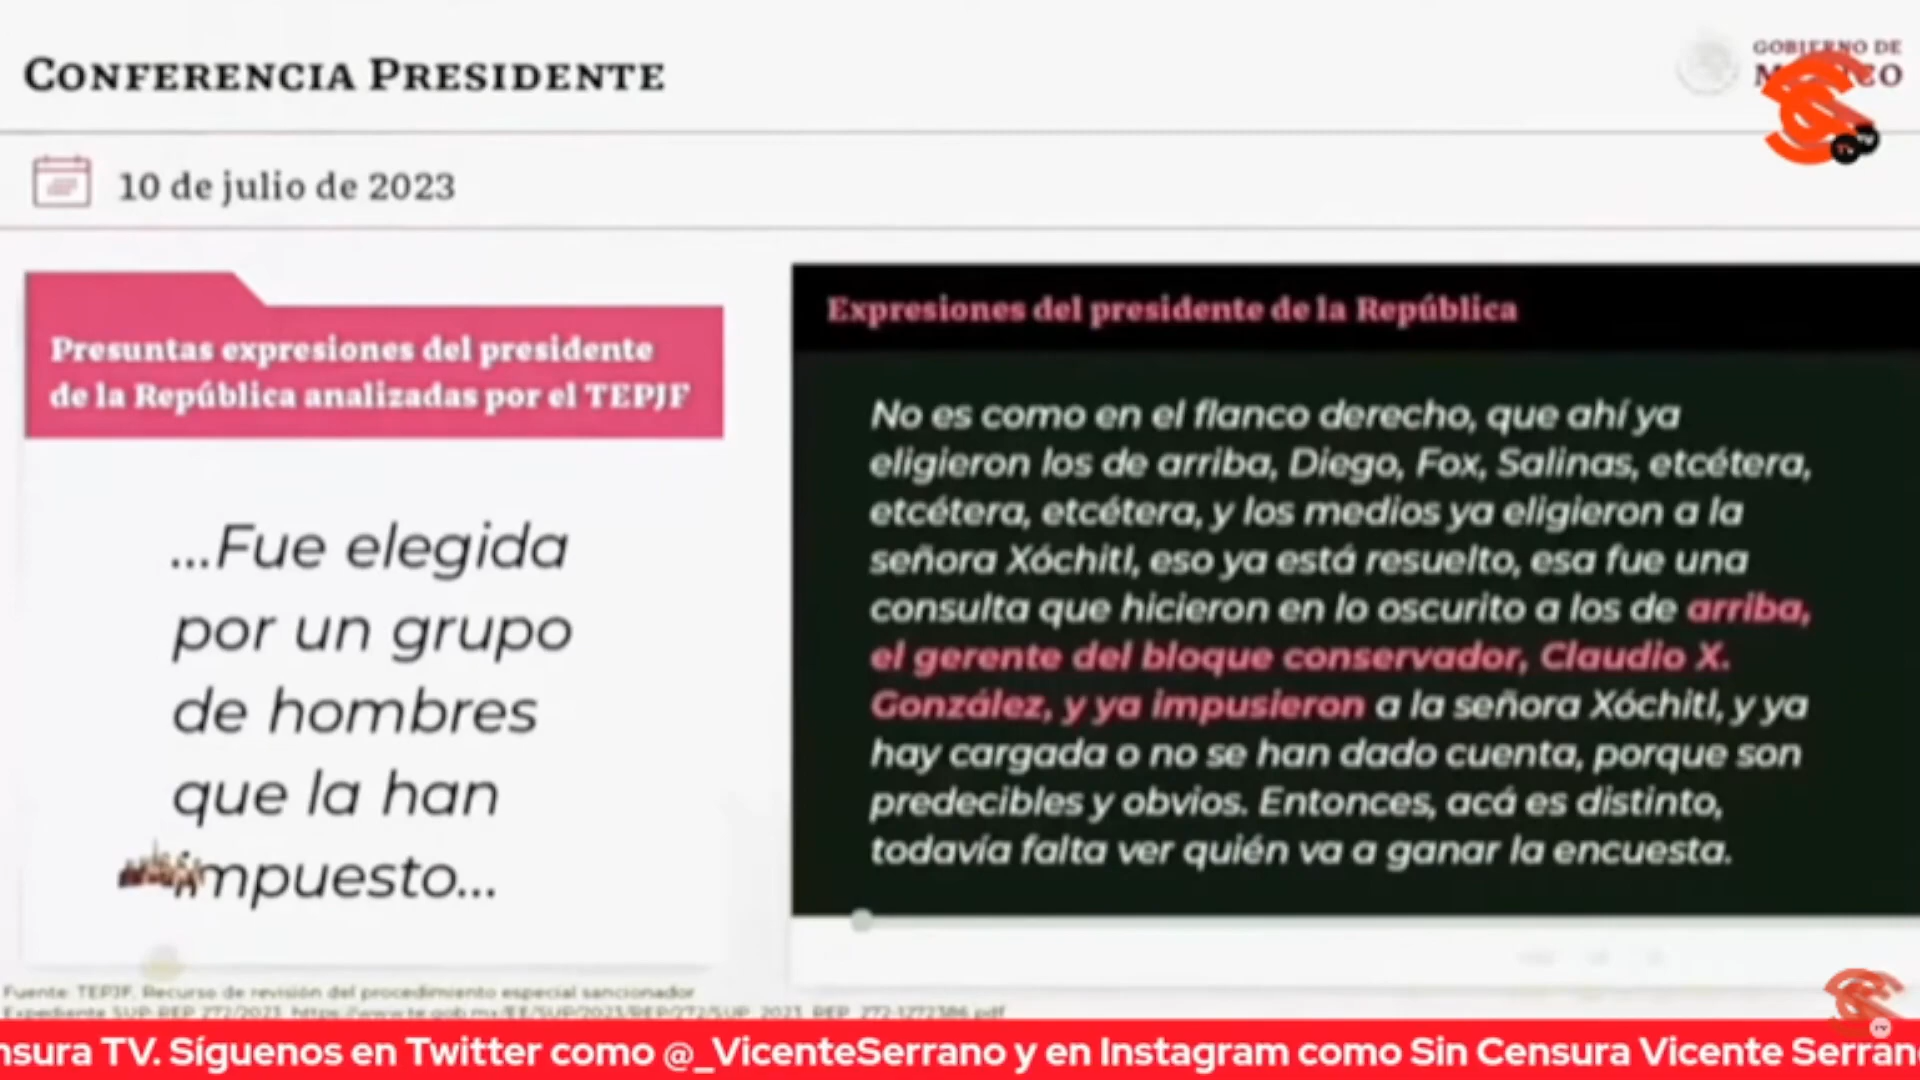 CONFERENCIA PRESIDENTE
GOBIERNO DE
10 de julio de 2023
Presuntas expresiones del presidente
de la República analizadas por el TEPJF
...Fue elegida
por un grupo
de hombres
que la han
impuesto...
Expresiones del presidente de la República
No es como en el flanco derecho, que ahí ya
eligieron los de arriba, Diego, Fox, Salinas, etcétera,
etcétera, etcétera, y los medios ya eligieron a la
señora Xóchitl, eso ya está resuelto, esa fue una
consulta que hicieron en lo oscurito a los de arriba,
el gerente del bloque conservador, Claudio X.
González, y ya impusieron a la señora Xóchitl, y ya
hay cargada o no se han dado cuenta, porque son
predecibles y obvios. Entonces, acá es distinto,
todavía falta ver quién va a ganar la encuesta.
Fuente: TEPJF. Recurso de revisión del procedimiento especial sancionador
Expediente SUP-REP 272/2023.
nsura TV. Síguenos en Twitter como @_VicenteSerrano y en Instagram como Sin Censura Vicente Serran